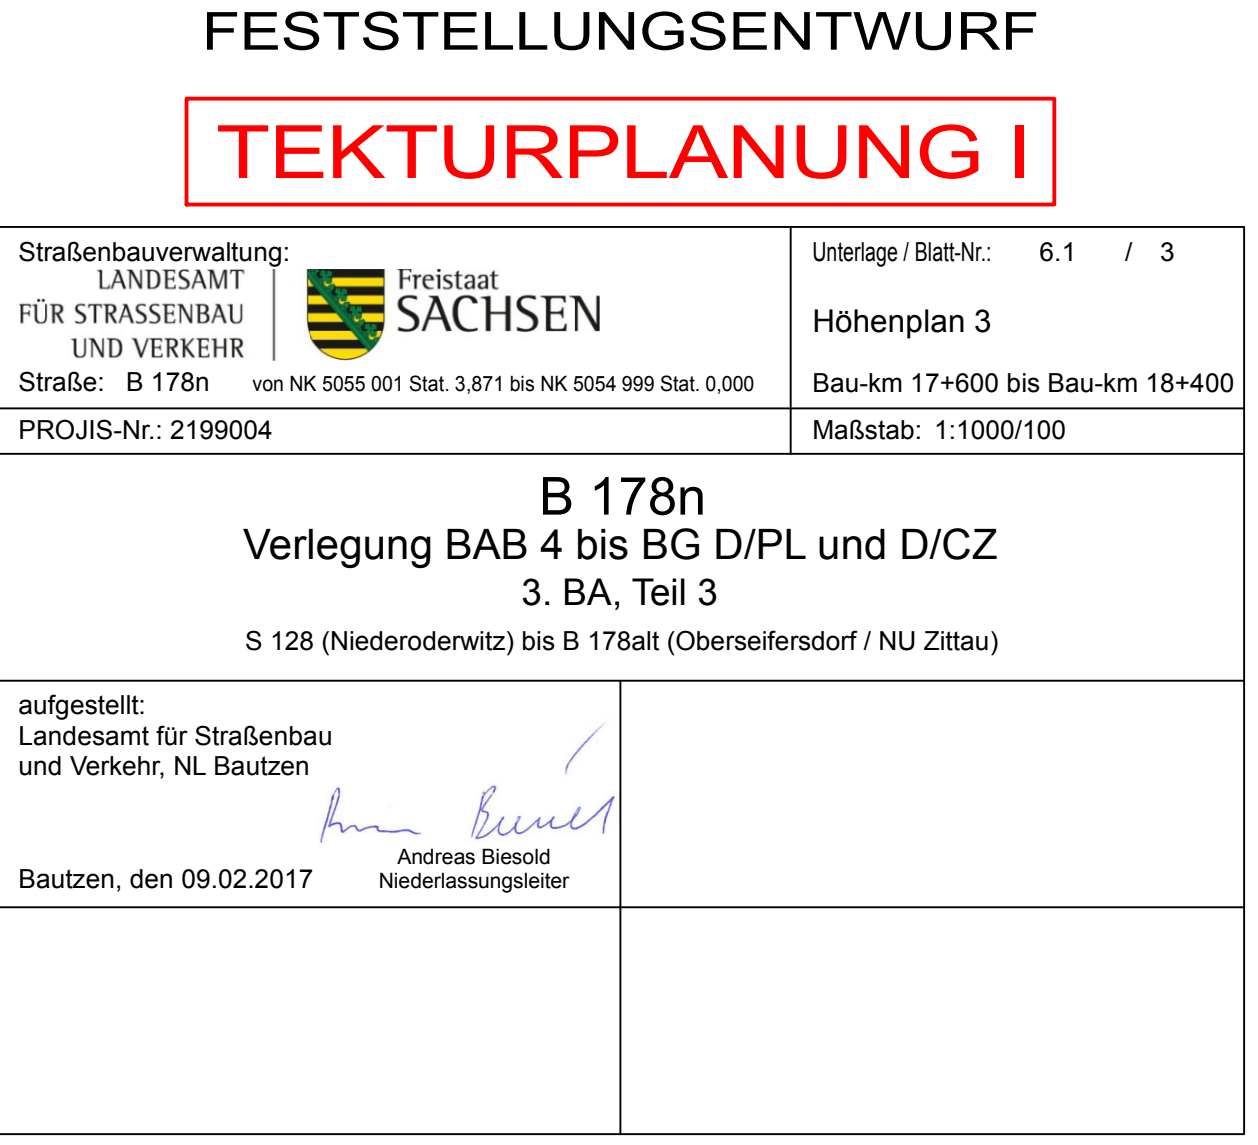 FESTSTELLUNGSENTWURF
TEKTURPLANUNG I
Straßenbauverwaltung:
LANDESAMT
FÜR STRASSENBAU
UND VERKEHR
Freistaat
SACHSEN
Straße: B 178n von NK 5055 001 Stat. 3,871 bis NK 5054 999 Stat. 0,000
Unterlage / Blatt-Nr.: 6.1 / 3
Höhenplan 3
Bau-km 17+600 bis Bau-km 18+400
PROJIS-Nr.: 2199004
Maßstab: 1:1000/100
B 178n
Verlegung BAB 4 bis BG D/PL und D/CZ
3. BA, Teil 3
S 128 (Niederoderwitz) bis B 178alt (Oberseifersdorf / NU Zittau)
aufgestellt:
Landesamt für Straßenbau
und Verkehr, NL Bautzen
Andreas Biesold
Bautzen, den 09.02.2017 Niederlassungsleiter